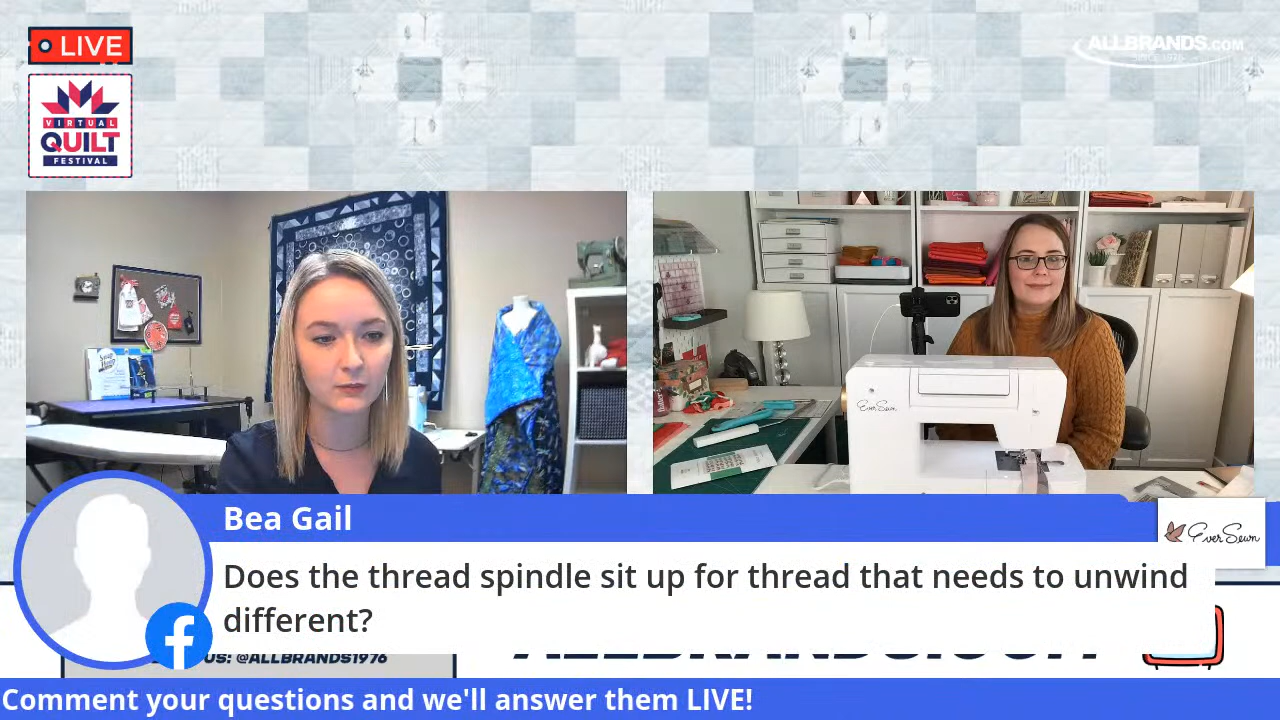 LIVE
ALLBRANDS.COM
SINCE 1976
VIRTUAL
QUILT
FESTIVAL
EverSewn
Bea Gail
EverSewn
Does the thread spindle sit up for thread that needs to unwind
different?
US: @ALLBRANDS1976
Comment your questions and we'll answer them LIVE!